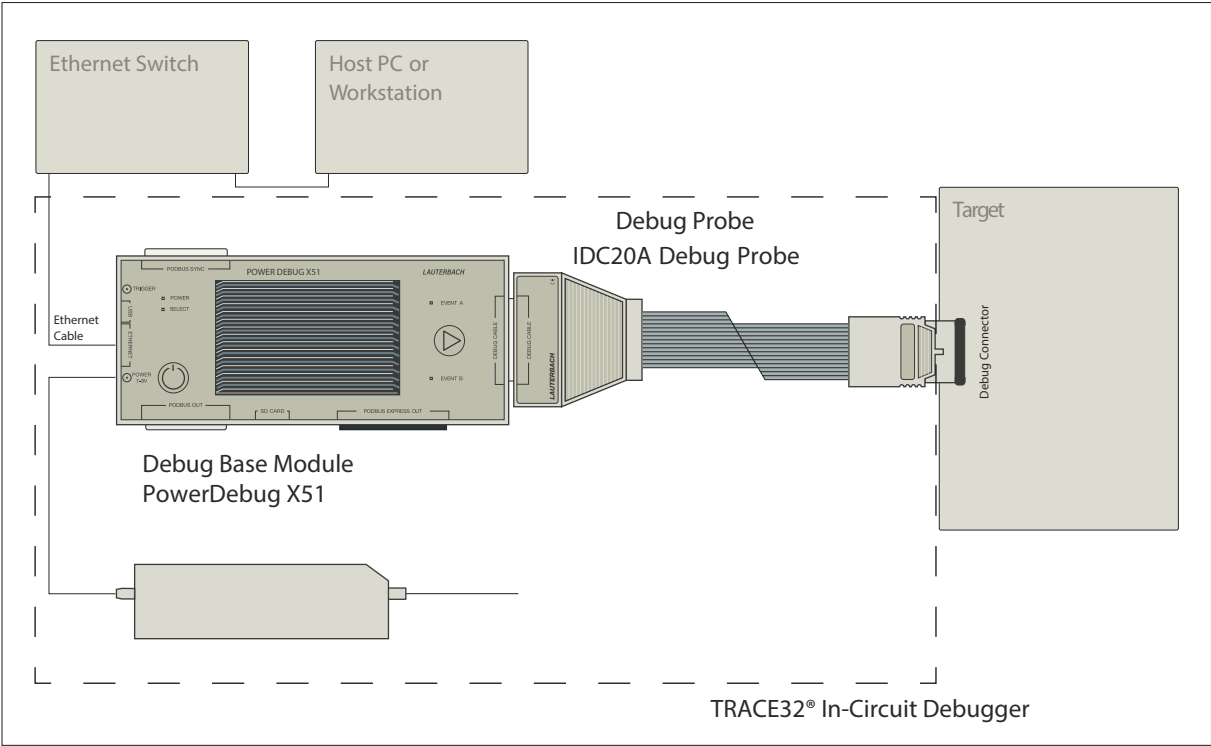 Ethernet Switch
Host PC or
Workstation
Target
Debug Probe
IDC20A Debug Probe
PODBUS SYNC
POWER DEBUG X51
LAUTERBACH
TRIGGER
POWER
SELECT
USB
ETHERNET
Ethernet
Cable
POWER
7-9V
EVENT A
EVENT B
DEBUG CABLE
DEBUG CABLE
LAUTERBACH
Debug Connector
PODBUS OUT
SD CARD
PODBUS EXPRESS OUT
Debug Base Module
PowerDebug X51
TRACE32® In-Circuit Debugger